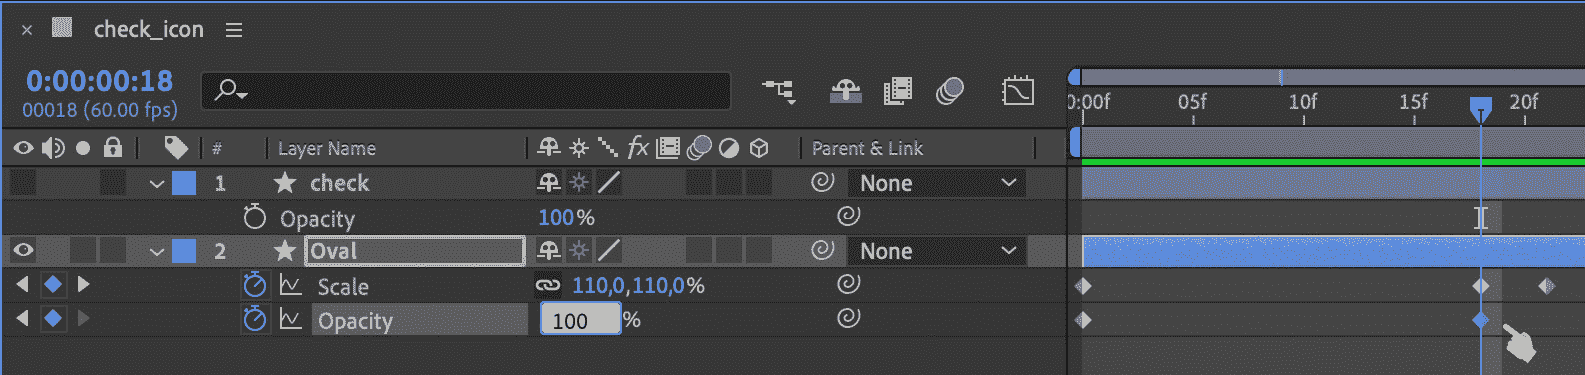 × check_icon
0:00:00:18
00018 (60.00 fps)
0:00f 05f 10f 15f 20f
# Layer Name fx Parent & Link
1 check None
Opacity 100%
2 Oval None
Scale 110,0,110,0%
Opacity 100 %